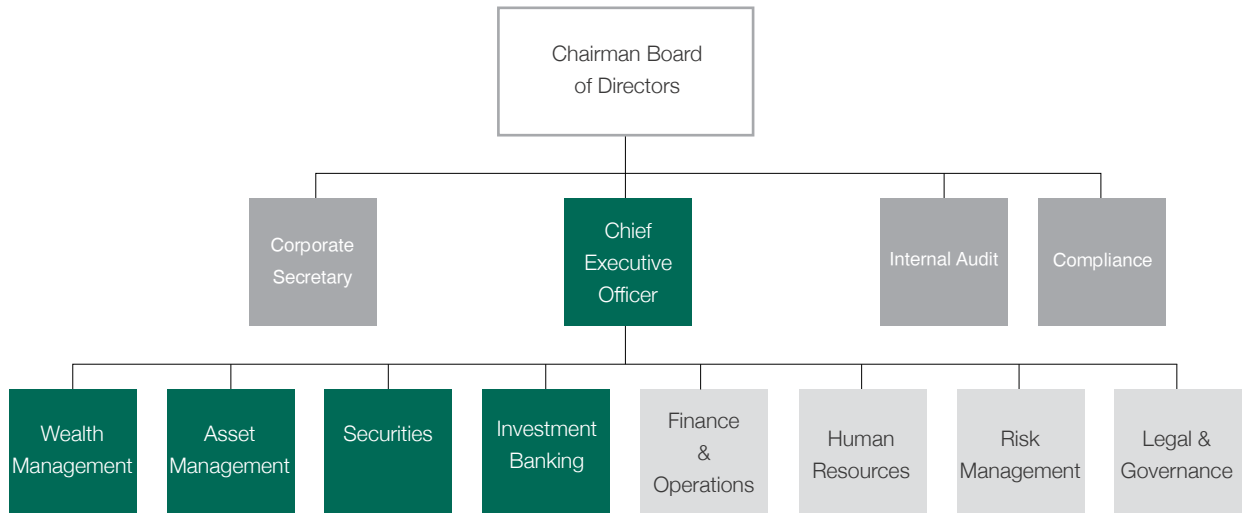 Chairman Board
of Directors
Corporate
Secretary
Chief
Executive
Officer
Internal Audit
Compliance
Wealth
Management
Asset
Management
Securities
Investment
Banking
Finance
&
Operations
Human
Resources
Risk
Management
Legal &
Governance